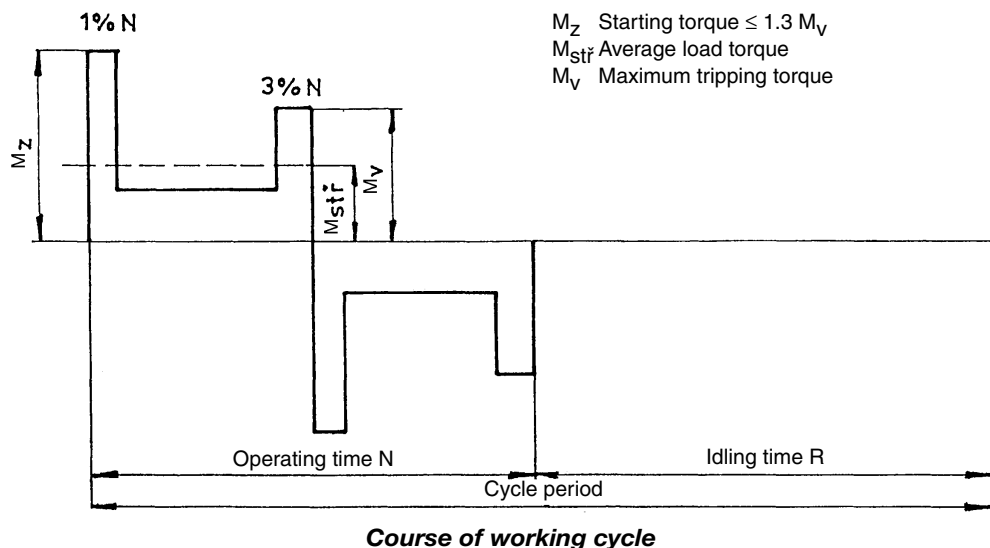 1% N
M_z Starting torque ≤ 1.3 M_v
M_stř Average load torque
M_v Maximum tripping torque
3% N
M_z
M_stř
M_v
Operating time N
Idling time R
Cycle period
Course of working cycle